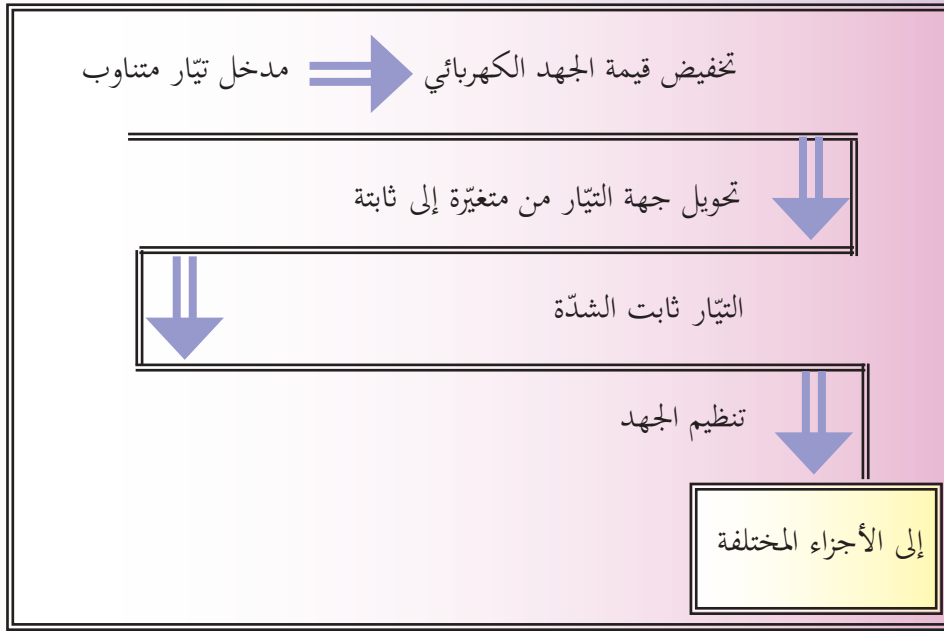 مدخل تيّار متناوب
تخفيض قيمة الجهد الكهربائي
تحويل جهة التيّار من متغيّرة إلى ثابتة
التيّار ثابت الشدّة
تنظيم الجهد
إلى الأجزاء المختلفة